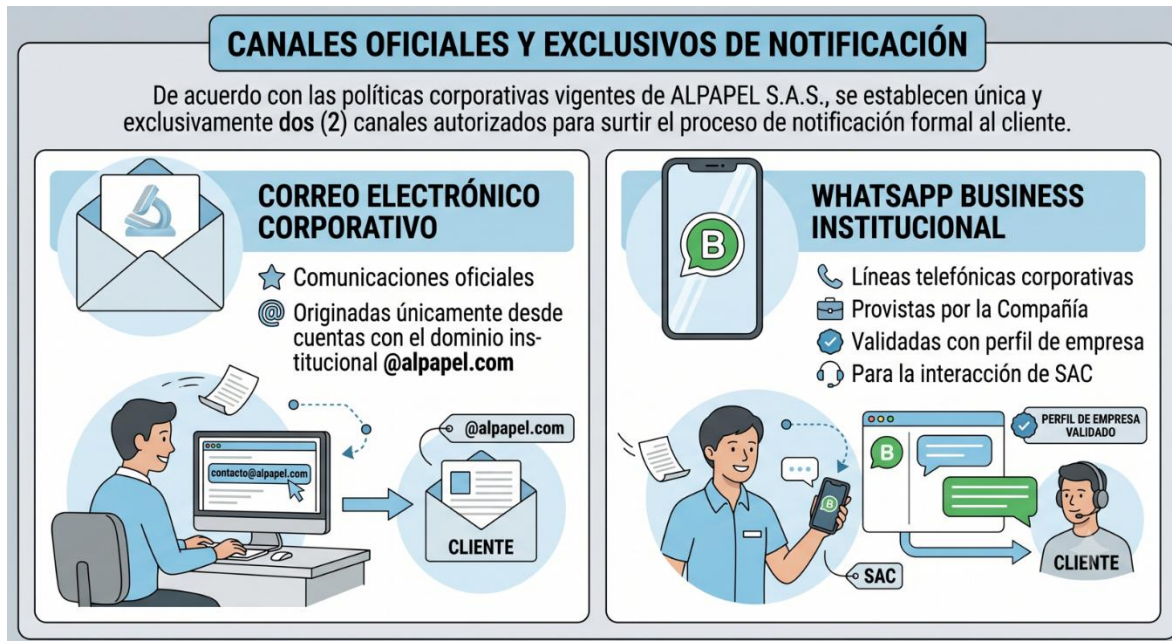 CANALES OFICIALES Y EXCLUSIVOS DE NOTIFICACIÓN
De acuerdo con las políticas corporativas vigentes de ALPAPEL S.A.S., se establecen única y
exclusivamente dos (2) canales autorizados para surtir el proceso de notificación formal al cliente.
CORREO ELECTRÓNICO
CORPORATIVO
Comunicaciones oficiales
@ Originadas únicamente desde
cuentas con el dominio ins-
titucional @alpapel.com
contacto@alpapel.com
@alpapel.com
CLIENTE
B
WHATSAPP BUSINESS
INSTITUCIONAL
Líneas telefónicas corporativas
Provistas por la Compañía
Validadas con perfil de empresa
Para la interacción de SAC
B
SAC
B
PERFIL DE EMPRESA
VALIDADO
CLIENTE